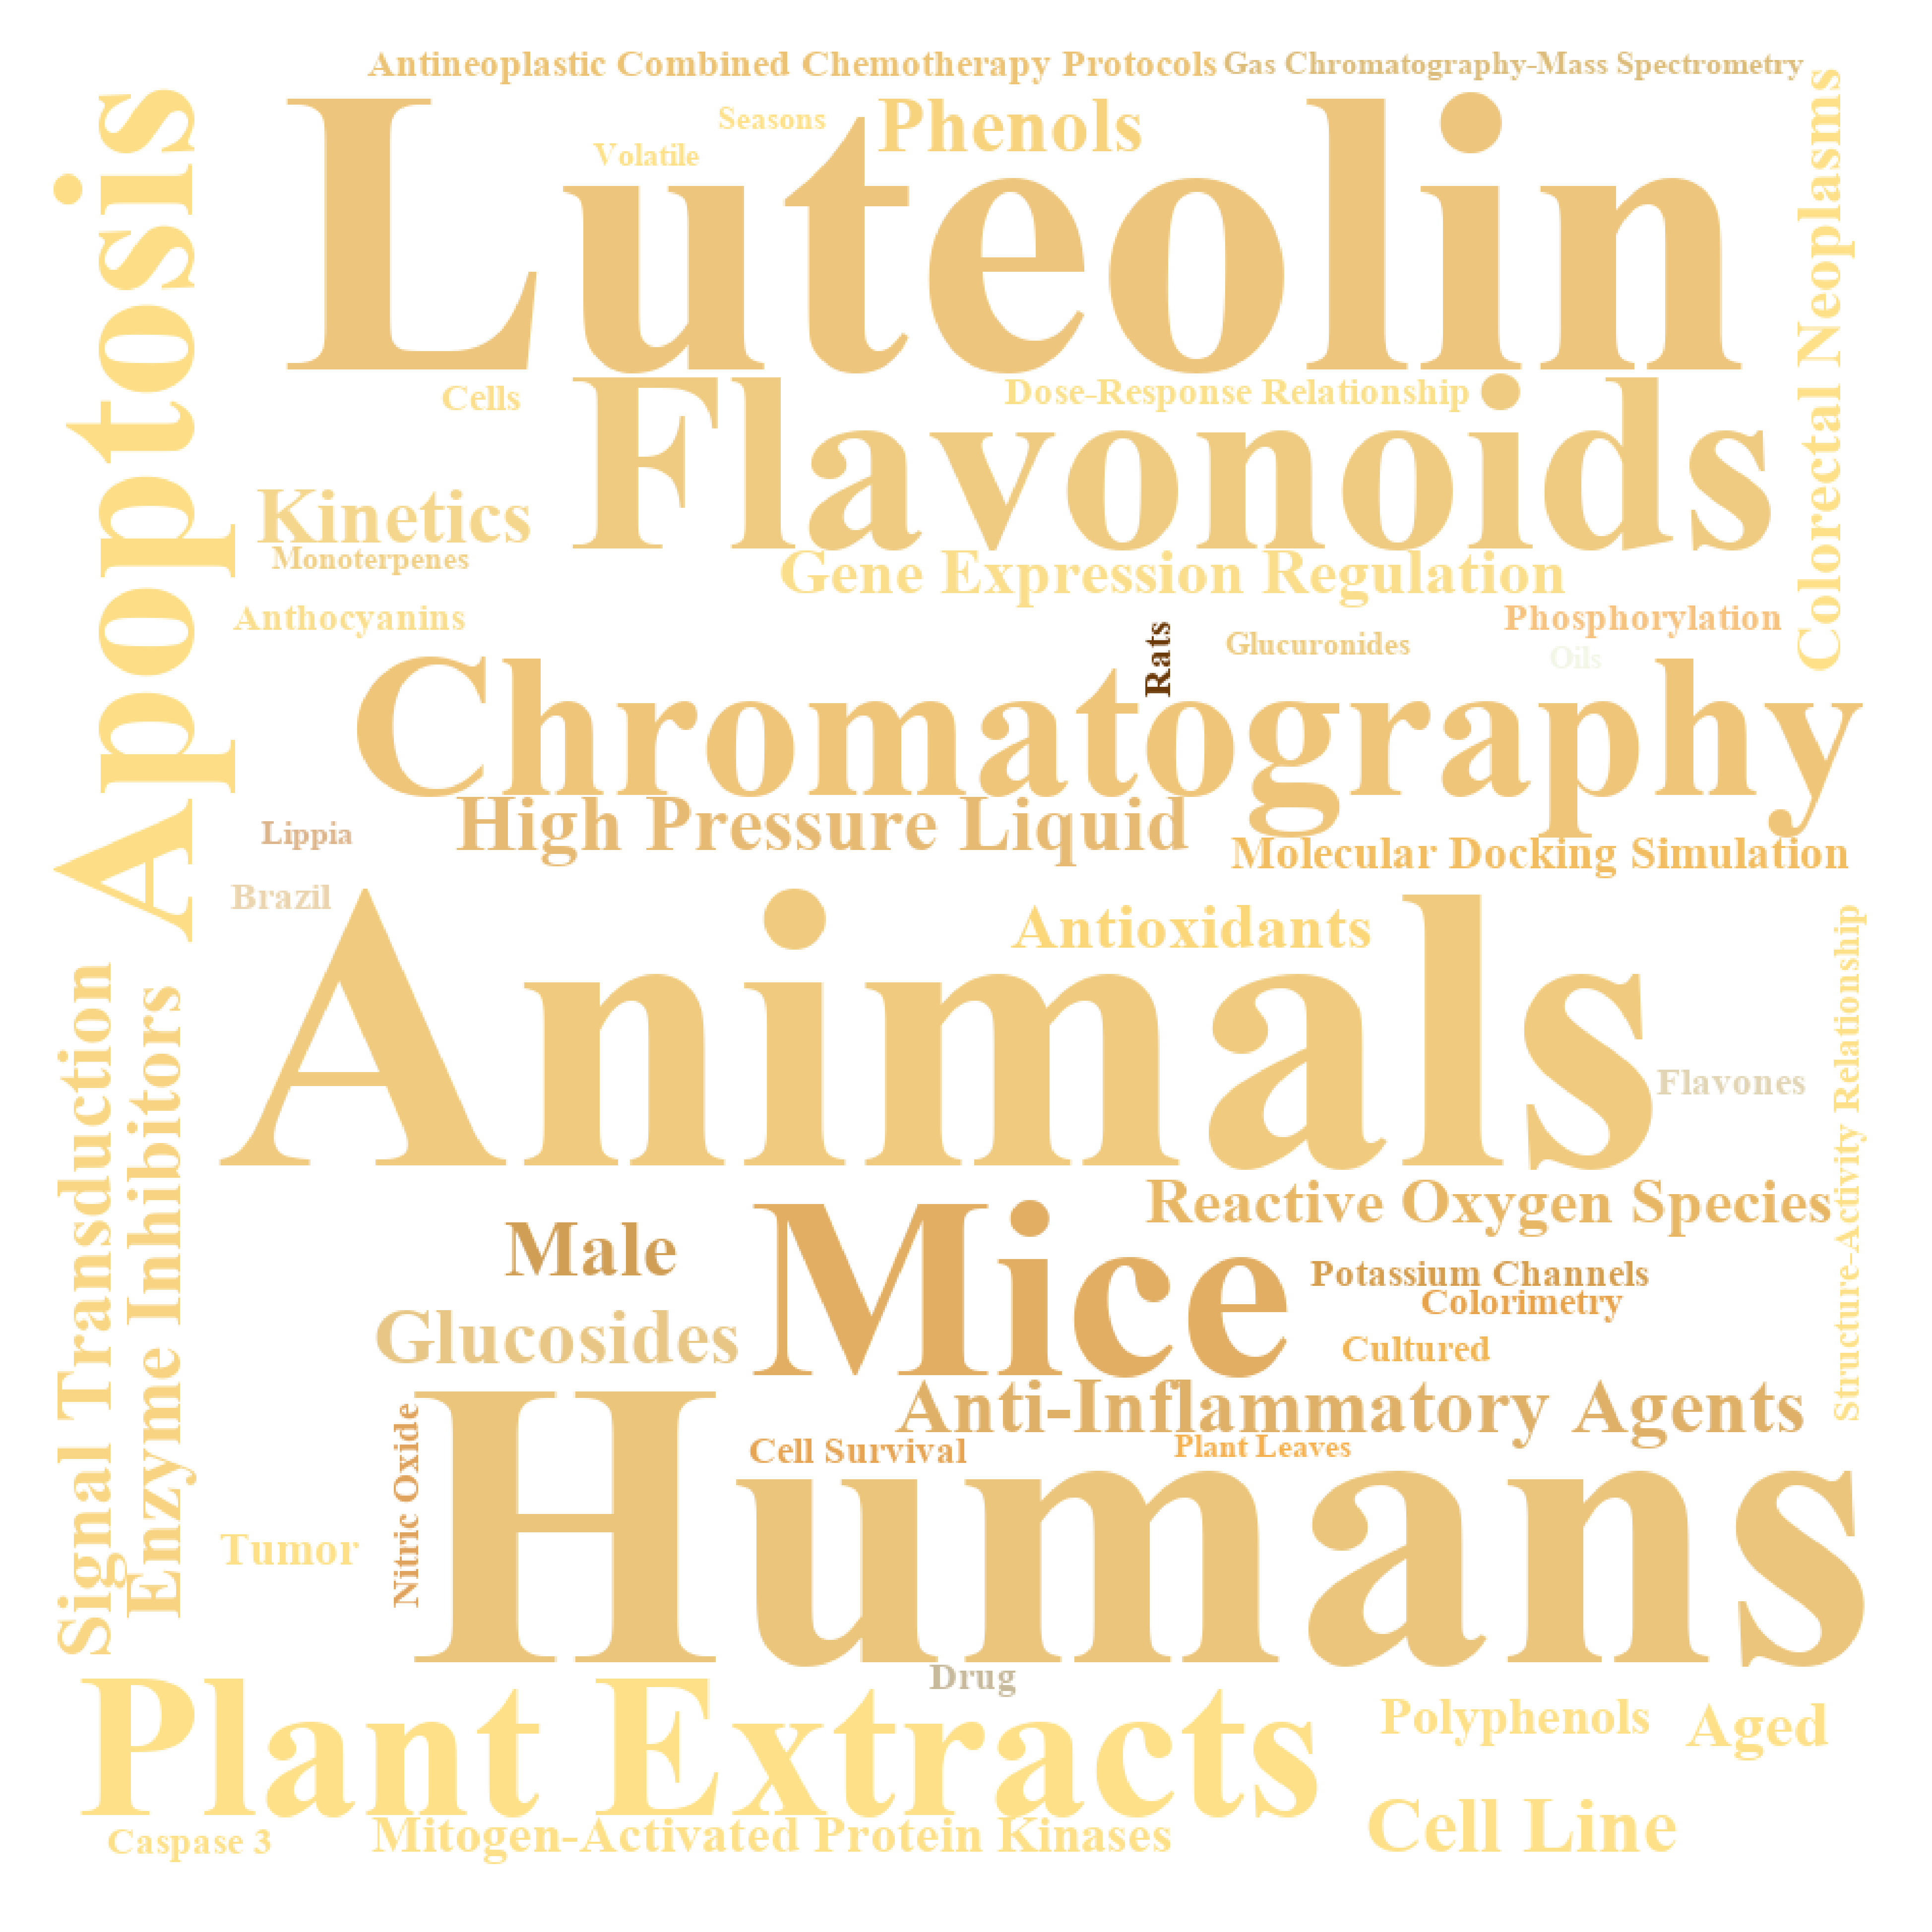 Antineoplastic Combined Chemotherapy Protocols
Gas Chromatography-Mass Spectrometry
Luteolin
Seasons
Phenols
Volatile
Apoptosis
Colorectal Neoplasms
Cells
Dose-Response Relationship
Flavonoids
Kinetics
Monoterpenes
Gene Expression Regulation
Anthocyanins
Phosphorylation
Rats
Glucuronides
Oils
Chromatography
High Pressure Liquid
Lippia
Molecular Docking Simulation
Brazil
Animals
Antioxidants
Structure-Activity Relationship
Signal Transduction
Enzyme Inhibitors
Flavones
Reactive Oxygen Species
Mice
Male
Potassium Channels
Colorimetry
Glucosides
Cultured
Anti-Inflammatory Agents
Humans
Nitric Oxide
Cell Survival
Plant Leaves
Tumor
Drug
Plant Extracts
Polyphenols
Aged
Cell Line
Caspase 3
Mitogen-Activated Protein Kinases